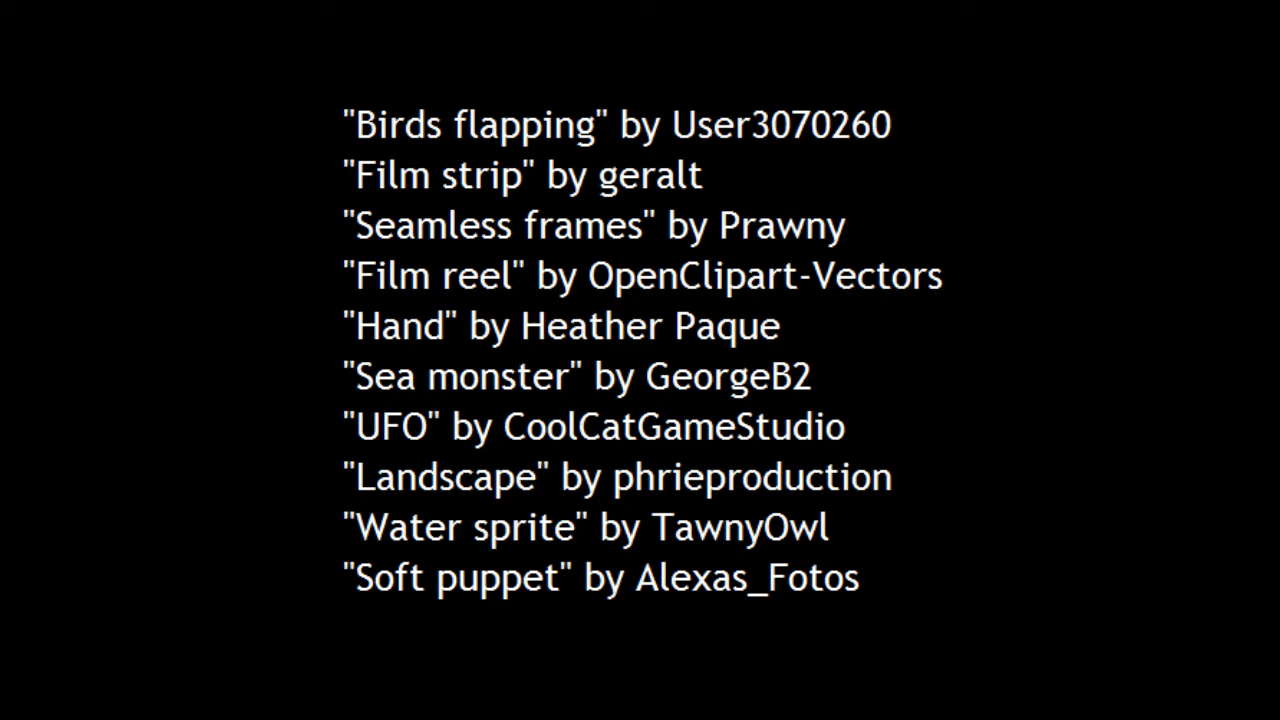 "Birds flapping" by User3070260
"Film strip" by geralt
"Seamless frames" by Prawny
"Film reel" by OpenClipart-Vectors
"Hand" by Heather Paque
"Sea monster" by GeorgeB2
"UFO" by CoolCatGameStudio
"Landscape" by phrieproduction
"Water sprite" by TawnyOwl
"Soft puppet" by Alexas_Fotos